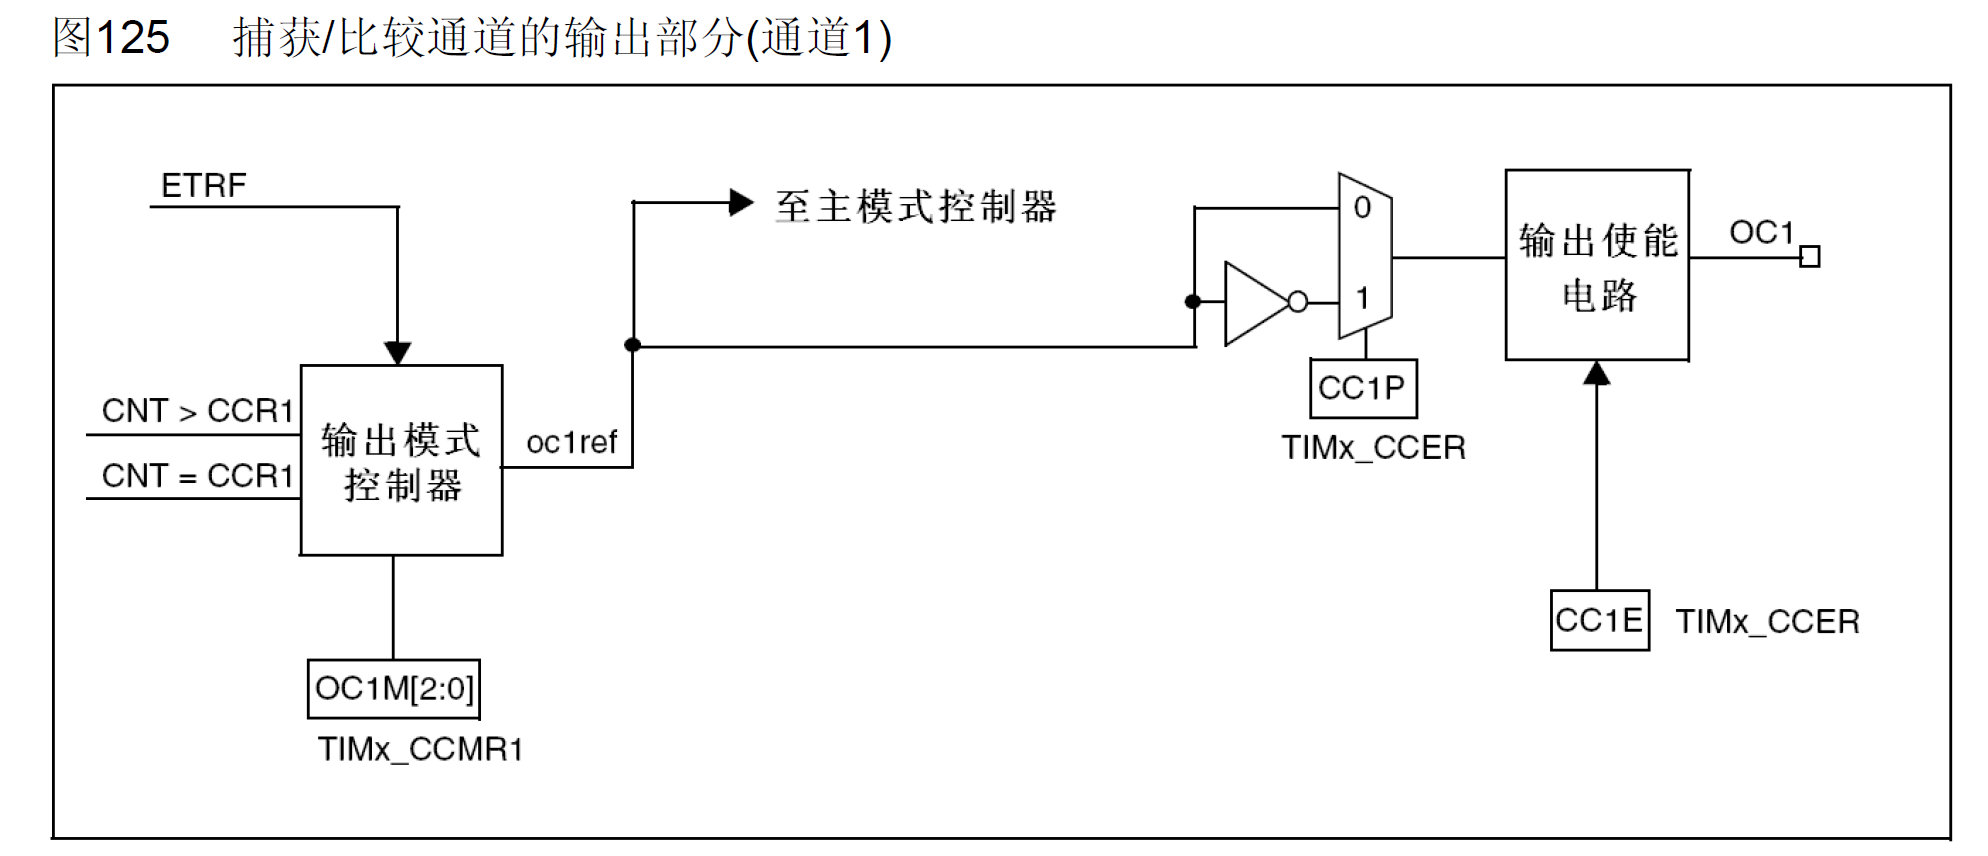 图125 捕获/比较通道的输出部分(通道1)
ETRF
至主模式控制器
0
1
输出使能
电路
OC1
CC1P
TIMx_CCER
CNT > CCR1
CNT = CCR1
输出模式
控制器
oc1ref
CC1E
TIMx_CCER
OC1M[2:0]
TIMx_CCMR1